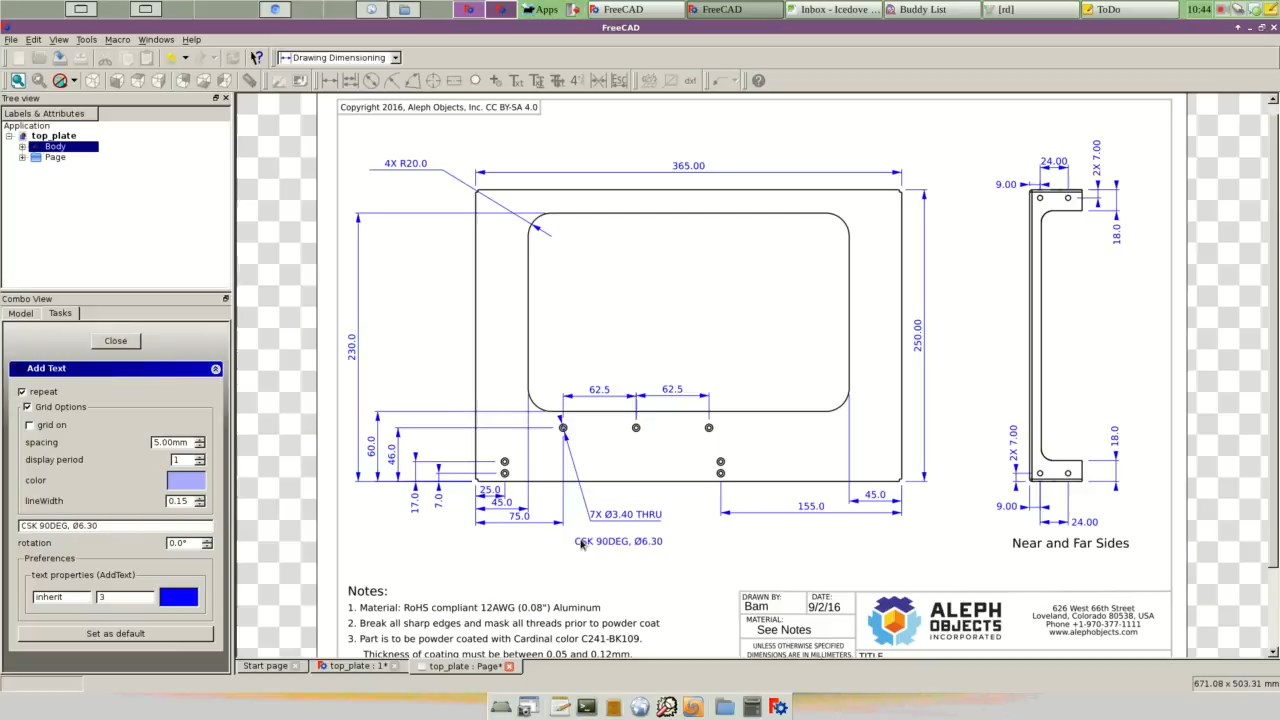 FreeCAD
FreeCAD
Apps
Inbox - Icedove ...
Buddy List
[rd]
ToDo
10:44
FreeCAD
File Edit View Tools Macro Windows Help
Drawing Dimensioning
Tree view
Labels & Attributes
Application
top_plate
Body
Page
Combo View
Model
Tasks
Close
Add Text
repeat
Grid Options
grid on
spacing
5.00mm
display period
1
color
lineWidth
0.15
CSK 90DEG, Ø6.30
rotation
0.0°
Preferences
text properties (AddText)
inherit
3
Set as default
Copyright 2016, Aleph Objects, Inc. CC BY-SA 4.0
4X R20.0
365.00
230.0
250.00
62.5
62.5
60.0
46.0
17.0
7.0
25.0
45.0
75.0
7X Ø3.40 THRU
CSK 90DEG, Ø6.30
45.0
155.0
24.00
2X 7.00
9.00
18.0
2X 7.00
18.0
9.00
24.00
Near and Far Sides
Notes:
1. Material: RoHS compliant 12AWG (0.08") Aluminum
2. Break all sharp edges and mask all threads prior to powder coat
3. Part is to be powder coated with Cardinal color C241-BK109.
Thickness of coating must be between 0.05 and 0.12mm.
DRAWN BY:
Bam
DATE:
9/2/16
MATERIAL:
See Notes
UNLESS OTHERWISE SPECIFIED
DIMENSIONS ARE IN MILLIMETERS.
ALEPH
OBJECTS
INCORPORATED
626 West 66th Street
Loveland, Colorado 80538, USA
Phone +1-970-377-1111
www.alephobjects.com
TITLE
Start page
top_plate : 1*
top_plate : Page*
671.08 x 503.31 mm